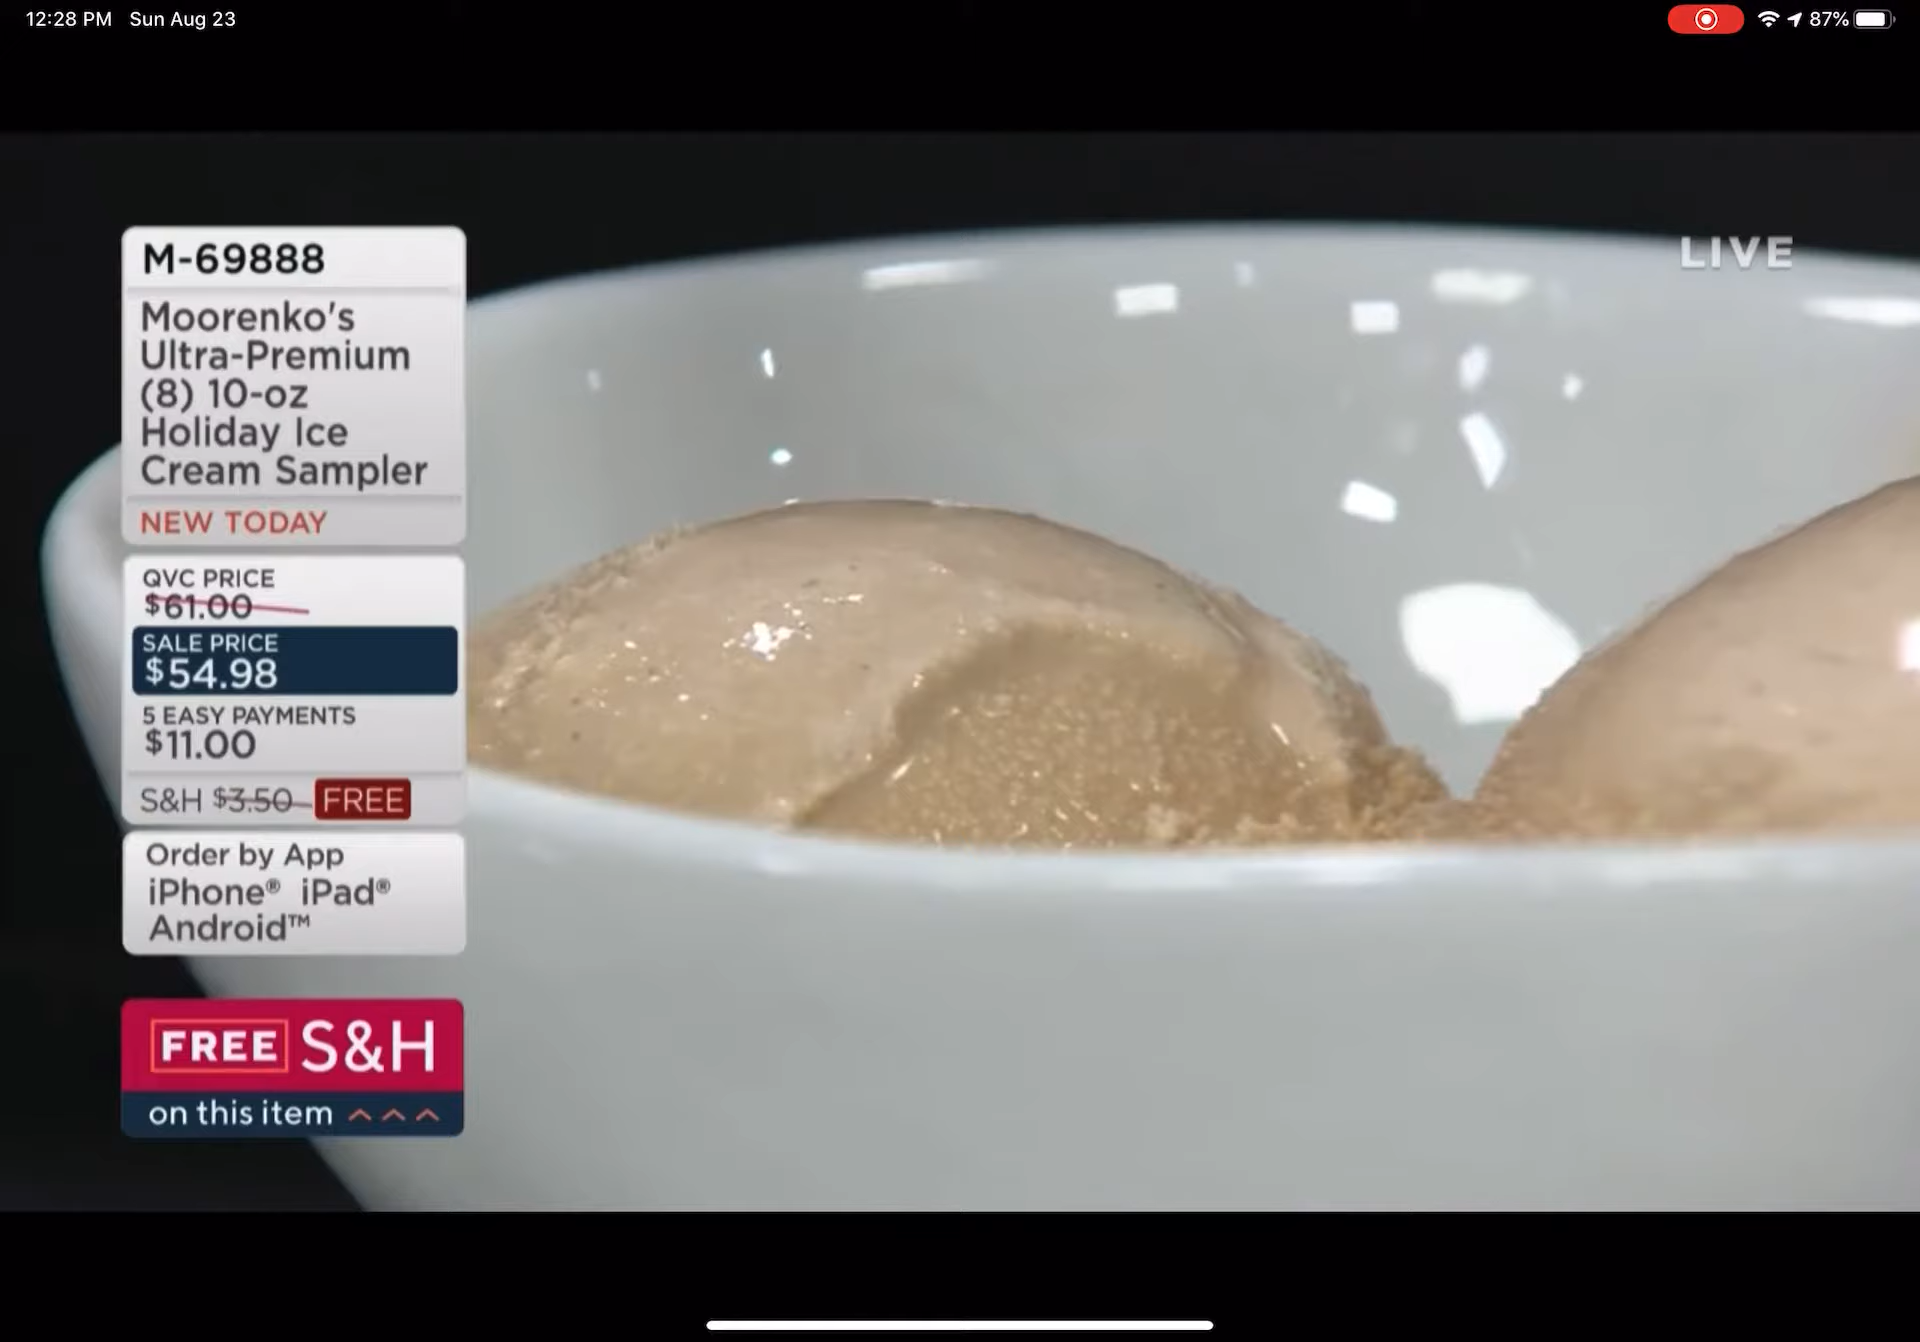 12:28 PM Sun Aug 23
87%
LIVE
M-69888
Moorenko's
Ultra-Premium
(8) 10-oz
Holiday Ice
Cream Sampler
NEW TODAY
QVC PRICE
$61.00
SALE PRICE
$54.98
5 EASY PAYMENTS
$11.00
S&H $3.50 FREE
Order by App
iPhone® iPad®
Android™
FREE S&H
on this item